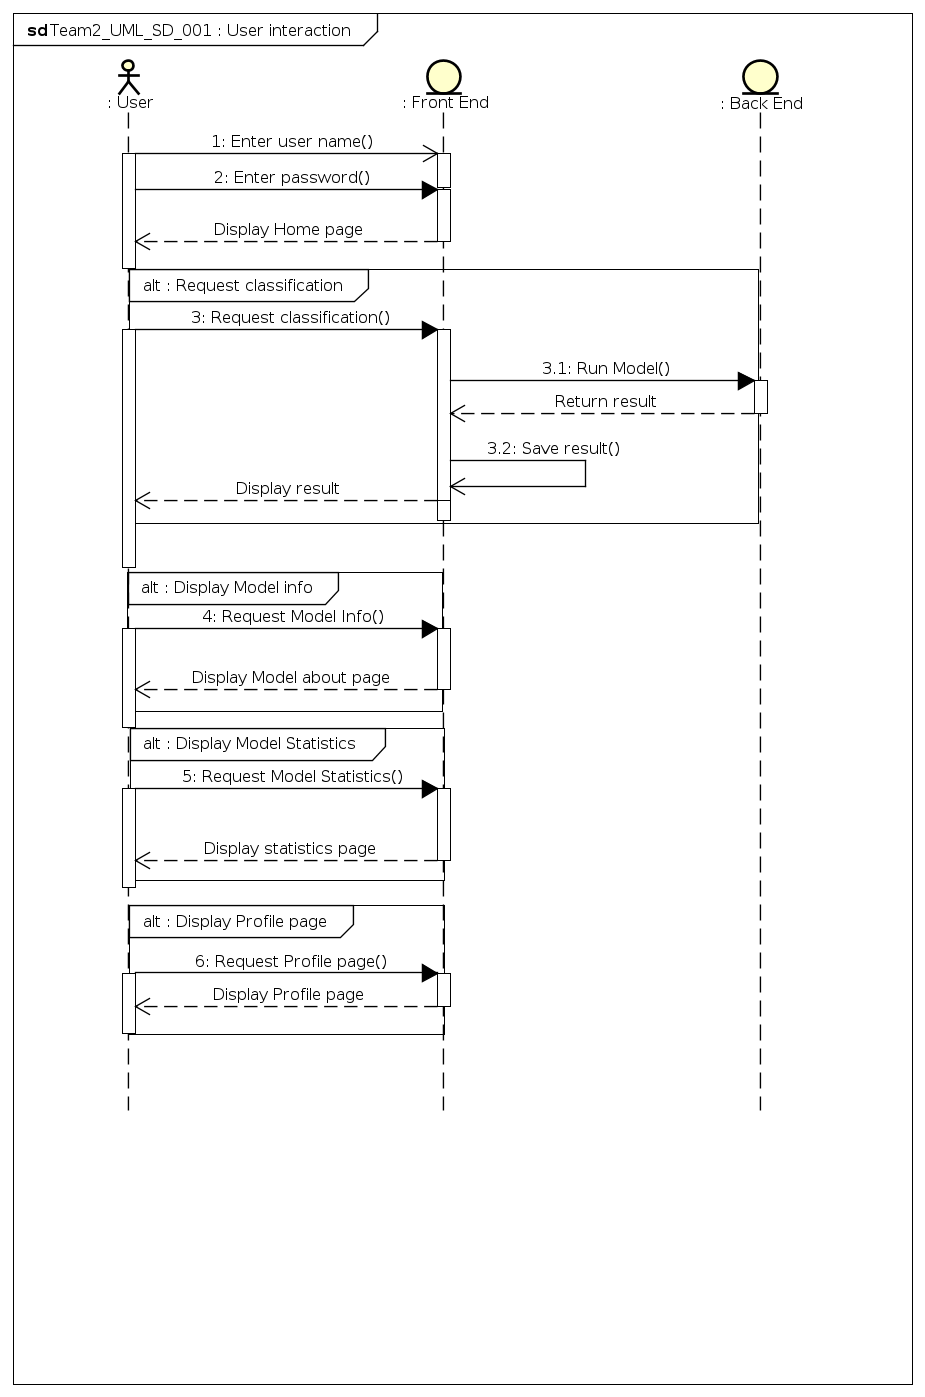 sd Team2_UML_SD_001 : User interaction
: User
: Front End
: Back End
1: Enter user name()
2: Enter password()
Display Home page
alt : Request classification
3: Request classification()
3.1: Run Model()
Return result
3.2: Save result()
Display result
alt : Display Model info
4: Request Model Info()
Display Model about page
alt : Display Model Statistics
5: Request Model Statistics()
Display statistics page
alt : Display Profile page
6: Request Profile page()
Display Profile page